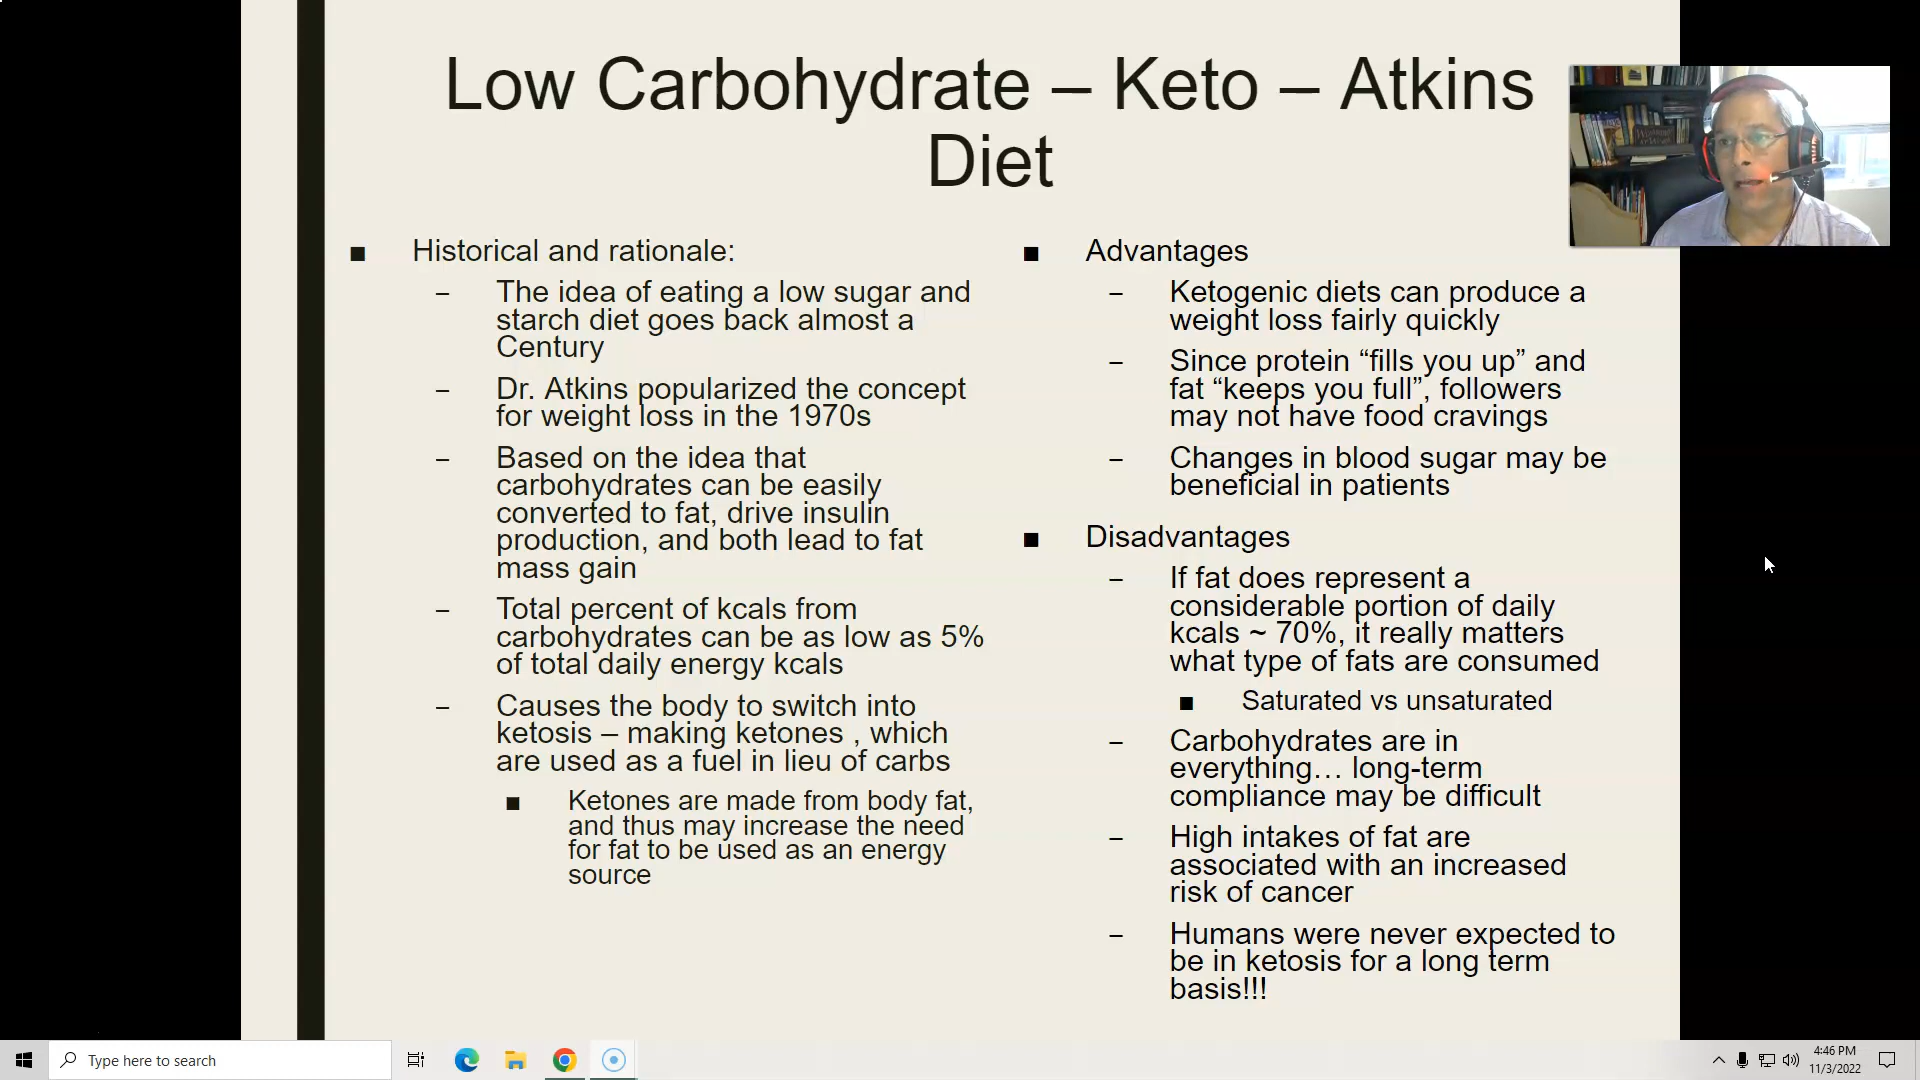 Low Carbohydrate – Keto – Atkins
Diet
■ Historical and rationale:
– The idea of eating a low sugar and
starch diet goes back almost a
Century
– Dr. Atkins popularized the concept
for weight loss in the 1970s
– Based on the idea that
carbohydrates can be easily
converted to fat, drive insulin
production, and both lead to fat
mass gain
– Total percent of kcals from
carbohydrates can be as low as 5%
of total daily energy kcals
– Causes the body to switch into
ketosis – making ketones , which
are used as a fuel in lieu of carbs
■ Ketones are made from body fat,
and thus may increase the need
for fat to be used as an energy
source
■ Advantages
– Ketogenic diets can produce a
weight loss fairly quickly
– Since protein “fills you up” and
fat “keeps you full”, followers
may not have food cravings
– Changes in blood sugar may be
beneficial in patients
■ Disadvantages
– If fat does represent a
considerable portion of daily
kcals ~ 70%, it really matters
what type of fats are consumed
■ Saturated vs unsaturated
– Carbohydrates are in
everything… long-term
compliance may be difficult
– High intakes of fat are
associated with an increased
risk of cancer
– Humans were never expected to
be in ketosis for a long term
basis!!!
Type here to search
4:46 PM
11/3/2022